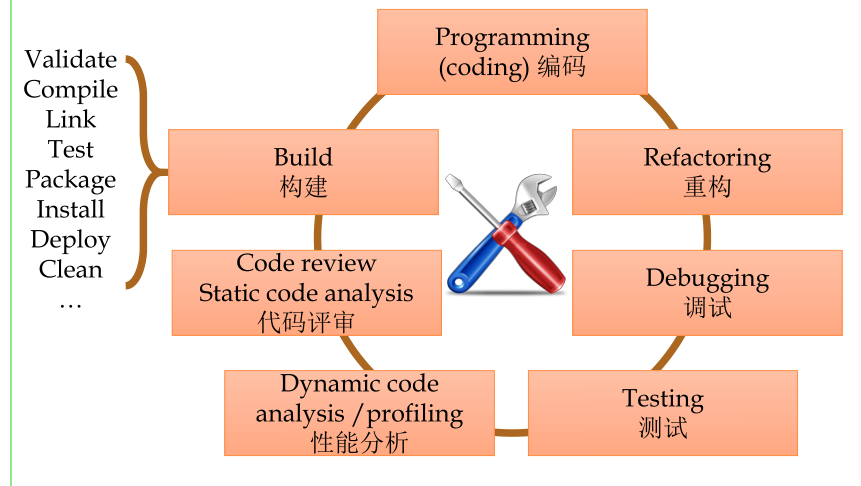 Validate
Compile
Link
Test
Package
Install
Deploy
Clean
…
Programming
(coding) 编码
Build
构建
Refactoring
重构
Code review
Static code analysis
代码评审
Debugging
调试
Dynamic code
analysis /profiling
性能分析
Testing
测试